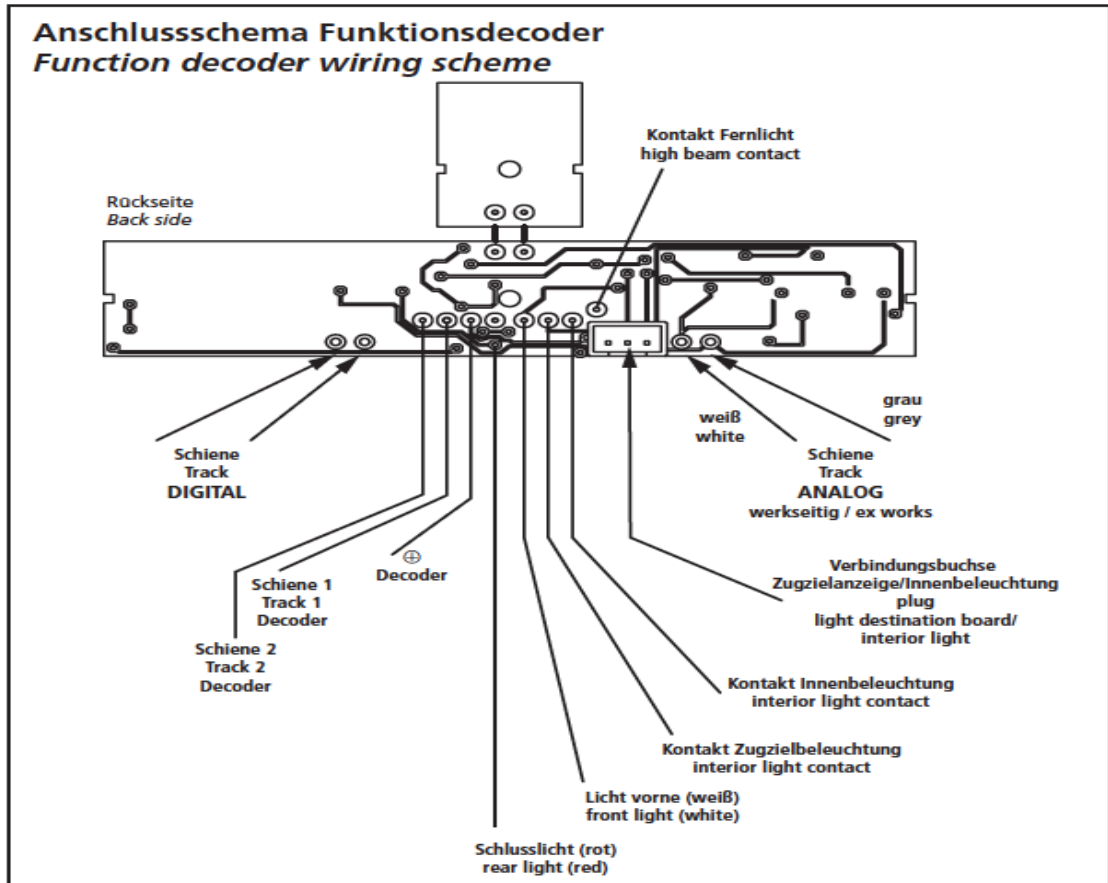 Anschlussschema Funktionsdecoder
Function decoder wiring scheme
Kontakt Fernlicht
high beam contact
Rückseite
Back side
grau
grey
weiß
white
Schiene
Track
DIGITAL
Schiene
Track
ANALOG
werkseitig / ex works
⊕
Decoder
Schiene 1
Track 1
Decoder
Schiene 2
Track 2
Decoder
Verbindungsbuchse
Zugzielanzeige/Innenbeleuchtung
plug
light destination board/
interior light
Kontakt Innenbeleuchtung
interior light contact
Kontakt Zugzielbeleuchtung
interior light contact
Licht vorne (weiß)
front light (white)
Schlusslicht (rot)
rear light (red)